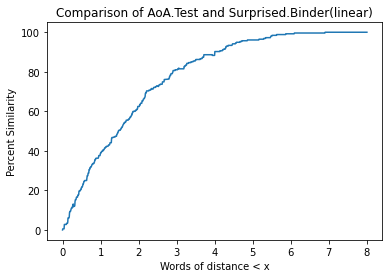 Comparison of AoA.Test and Surprised.Binder(linear)
Percent Similarity
100
80
60
40
20
0
0 1 2 3 4 5 6 7 8
Words of distance < x